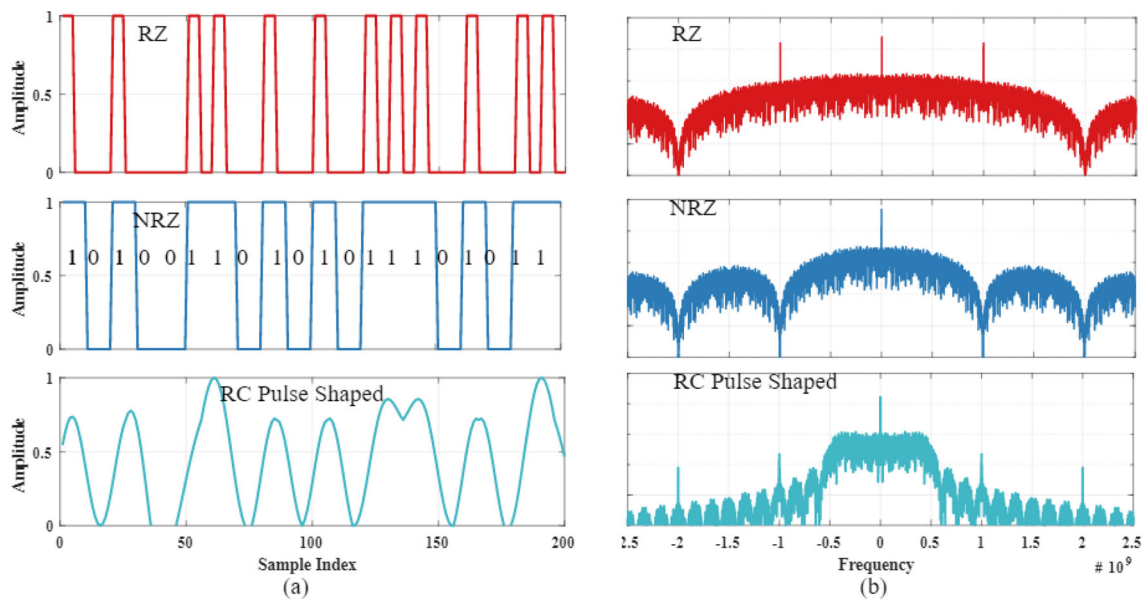 1
RZ
Amplitude
0.5
0
1
NRZ
1 0 1 0 0 1 1 0 1 0 1 0 1 1 1 0 1 0 1 1
Amplitude
0.5
0
1
RC Pulse Shaped
Amplitude
0.5
0
0 50 100 150 200
Sample Index
(a)
RZ
NRZ
RC Pulse Shaped
2.5 -2 -1.5 -1 -0.5 0 0.5 1 1.5 2 2.5
Frequency
# 10^9
(b)